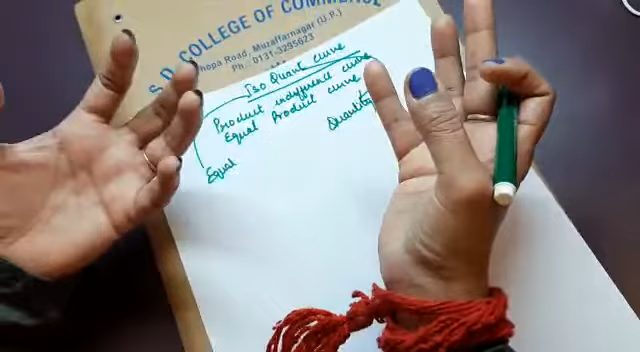 S.D. COLLEGE OF COMMERCE
hopa Road, Muzaffarnagar (U.P.)
Ph.: 0131-3295623
Iso Quant curve
Product indifference curve
Equal Product curve
Equal Quantity